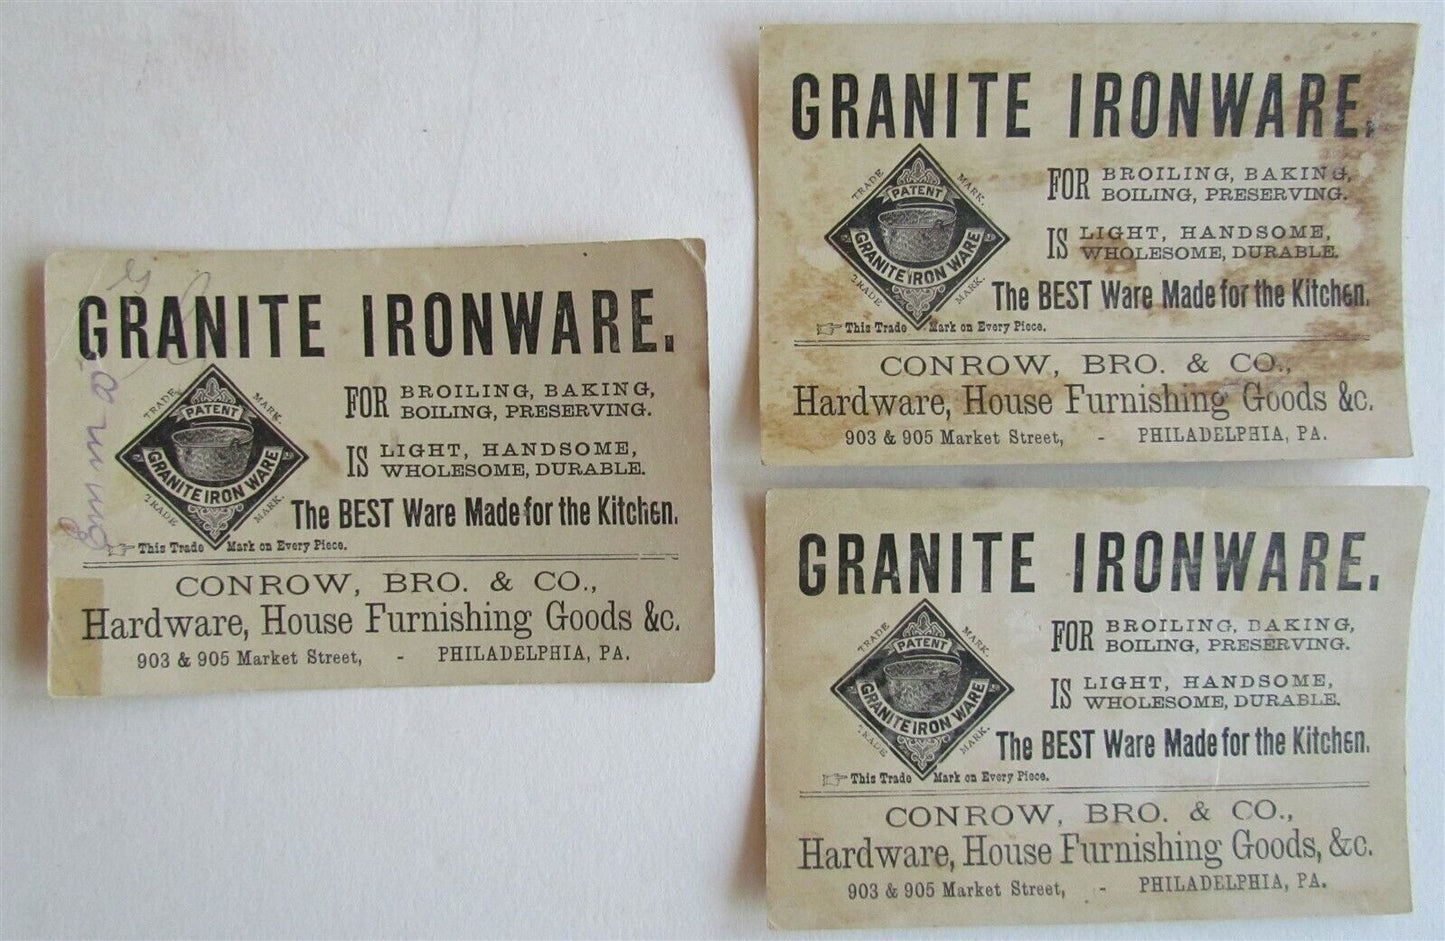 GRANITE IRONWARE.
TRADE MARK.
PATENT
GRANITE IRON WARE
TRADE MARK.
FOR BROILING, BAKING,
BOILING, PRESERVING.
IS LIGHT, HANDSOME,
WHOLESOME, DURABLE.
The BEST Ware Made for the Kitchen.
☞ This Trade Mark on Every Piece.
CONROW, BRO. & CO.,
Hardware, House Furnishing Goods &c.
903 & 905 Market Street, - PHILADELPHIA, PA.
GRANITE IRONWARE.
TRADE MARK.
PATENT
GRANITE IRON WARE
TRADE MARK.
FOR BROILING, BAKING,
BOILING, PRESERVING.
IS LIGHT, HANDSOME,
WHOLESOME, DURABLE.
The BEST Ware Made for the Kitchen.
☞ This Trade Mark on Every Piece.
CONROW, BRO. & CO.,
Hardware, House Furnishing Goods &c.
903 & 905 Market Street, - PHILADELPHIA, PA.
GRANITE IRONWARE.
TRADE MARK.
PATENT
GRANITE IRON WARE
TRADE MARK.
FOR BROILING, BAKING,
BOILING, PRESERVING.
IS LIGHT, HANDSOME,
WHOLESOME, DURABLE.
The BEST Ware Made for the Kitchen.
☞ This Trade Mark on Every Piece.
CONROW, BRO. & CO.,
Hardware, House Furnishing Goods, &c.
903 & 905 Market Street, - PHILADELPHIA, PA.